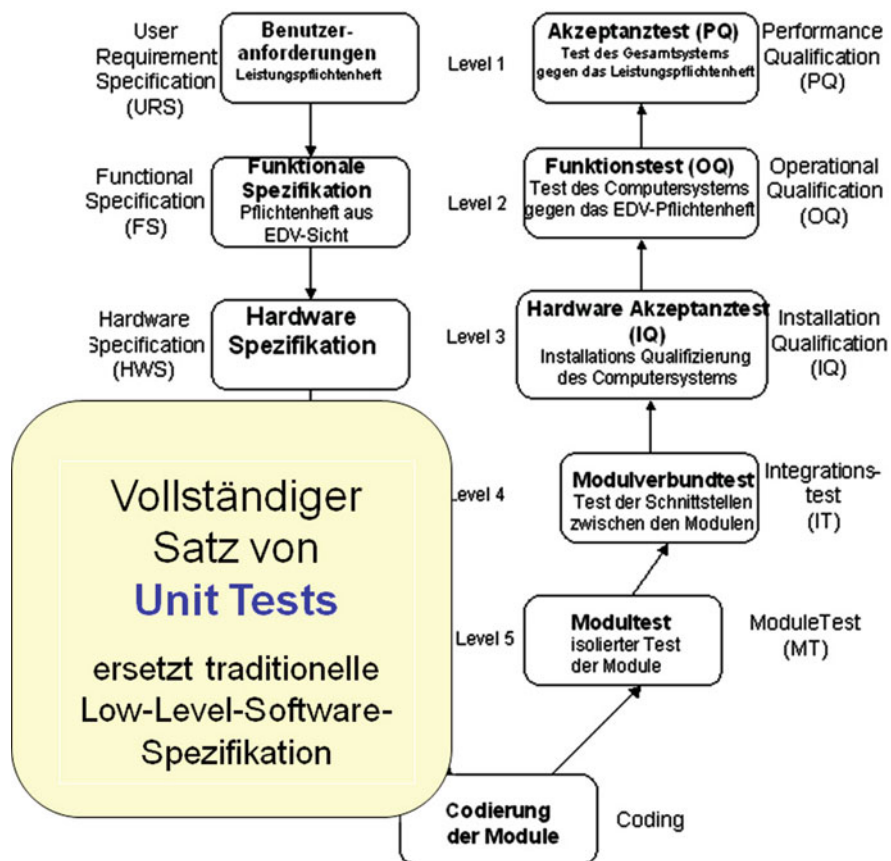 User
Requirement
Specification
(URS)
Benutzer-
anforderungen
Leistungspflichtenheft
Level 1
Akzeptanztest (PQ)
Test des Gesamtsystems
gegen das Leistungspflichtenheft
Performance
Qualification
(PQ)
Functional
Specification
(FS)
Funktionale
Spezifikation
Pflichtenheft aus
EDV-Sicht
Level 2
Funktionstest (OQ)
Test des Computersystems
gegen das EDV-Pflichtenheft
Operational
Qualification
(OQ)
Hardware
Specification
(HWS)
Hardware
Spezifikation
Level 3
Hardware Akzeptanztest
(IQ)
Installations Qualifizierung
des Computersystems
Installation
Qualification
(IQ)
Vollständiger
Satz von
Unit Tests
ersetzt traditionelle
Low-Level-Software-
Spezifikation
Level 4
Modulverbundtest
Test der Schnittstellen
zwischen den Modulen
Integrations-
test
(IT)
Level 5
Modultest
isolierter Test
der Module
ModuleTest
(MT)
Codierung
der Module
Coding